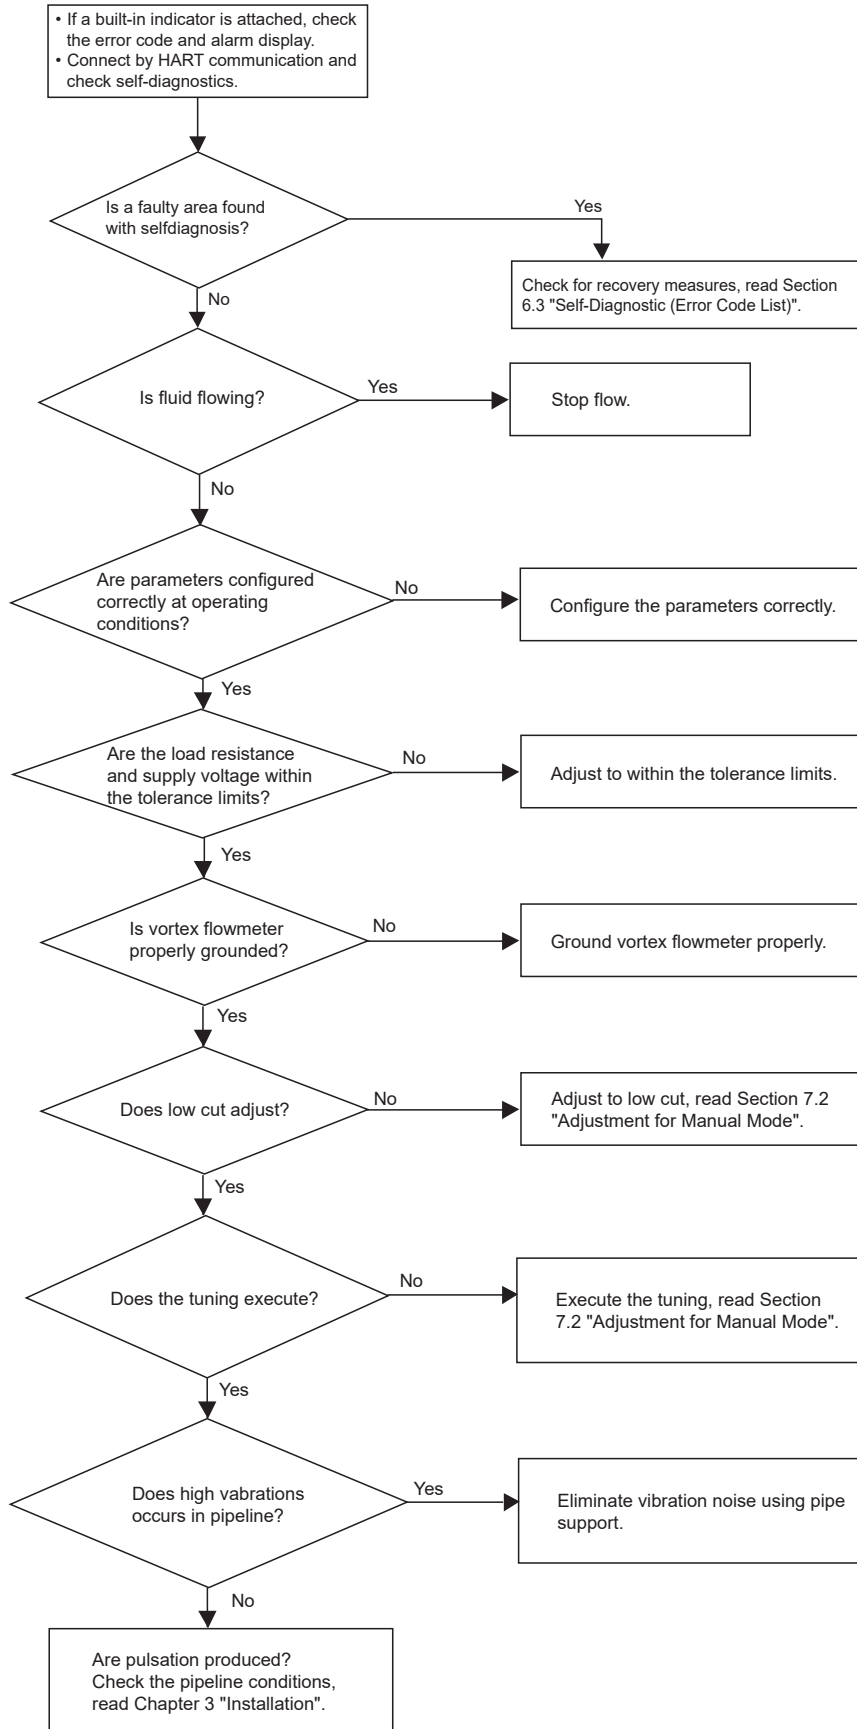 • If a built-in indicator is attached, check
the error code and alarm display.
• Connect by HART communication and
check self-diagnostics.
Is a faulty area found
with selfdiagnosis?
Yes
Check for recovery measures, read Section
6.3 "Self-Diagnostic (Error Code List)".
No
Is fluid flowing?
Yes
Stop flow.
No
Are parameters configured
correctly at operating
conditions?
No
Configure the parameters correctly.
Yes
Are the load resistance
and supply voltage within
the tolerance limits?
No
Adjust to within the tolerance limits.
Yes
Is vortex flowmeter
properly grounded?
No
Ground vortex flowmeter properly.
Yes
Does low cut adjust?
No
Adjust to low cut, read Section 7.2
"Adjustment for Manual Mode".
Yes
Does the tuning execute?
No
Execute the tuning, read Section
7.2 "Adjustment for Manual Mode".
Yes
Does high vabrations
occurs in pipeline?
Yes
Eliminate vibration noise using pipe
support.
No
Are pulsation produced?
Check the pipeline conditions,
read Chapter 3 "Installation".